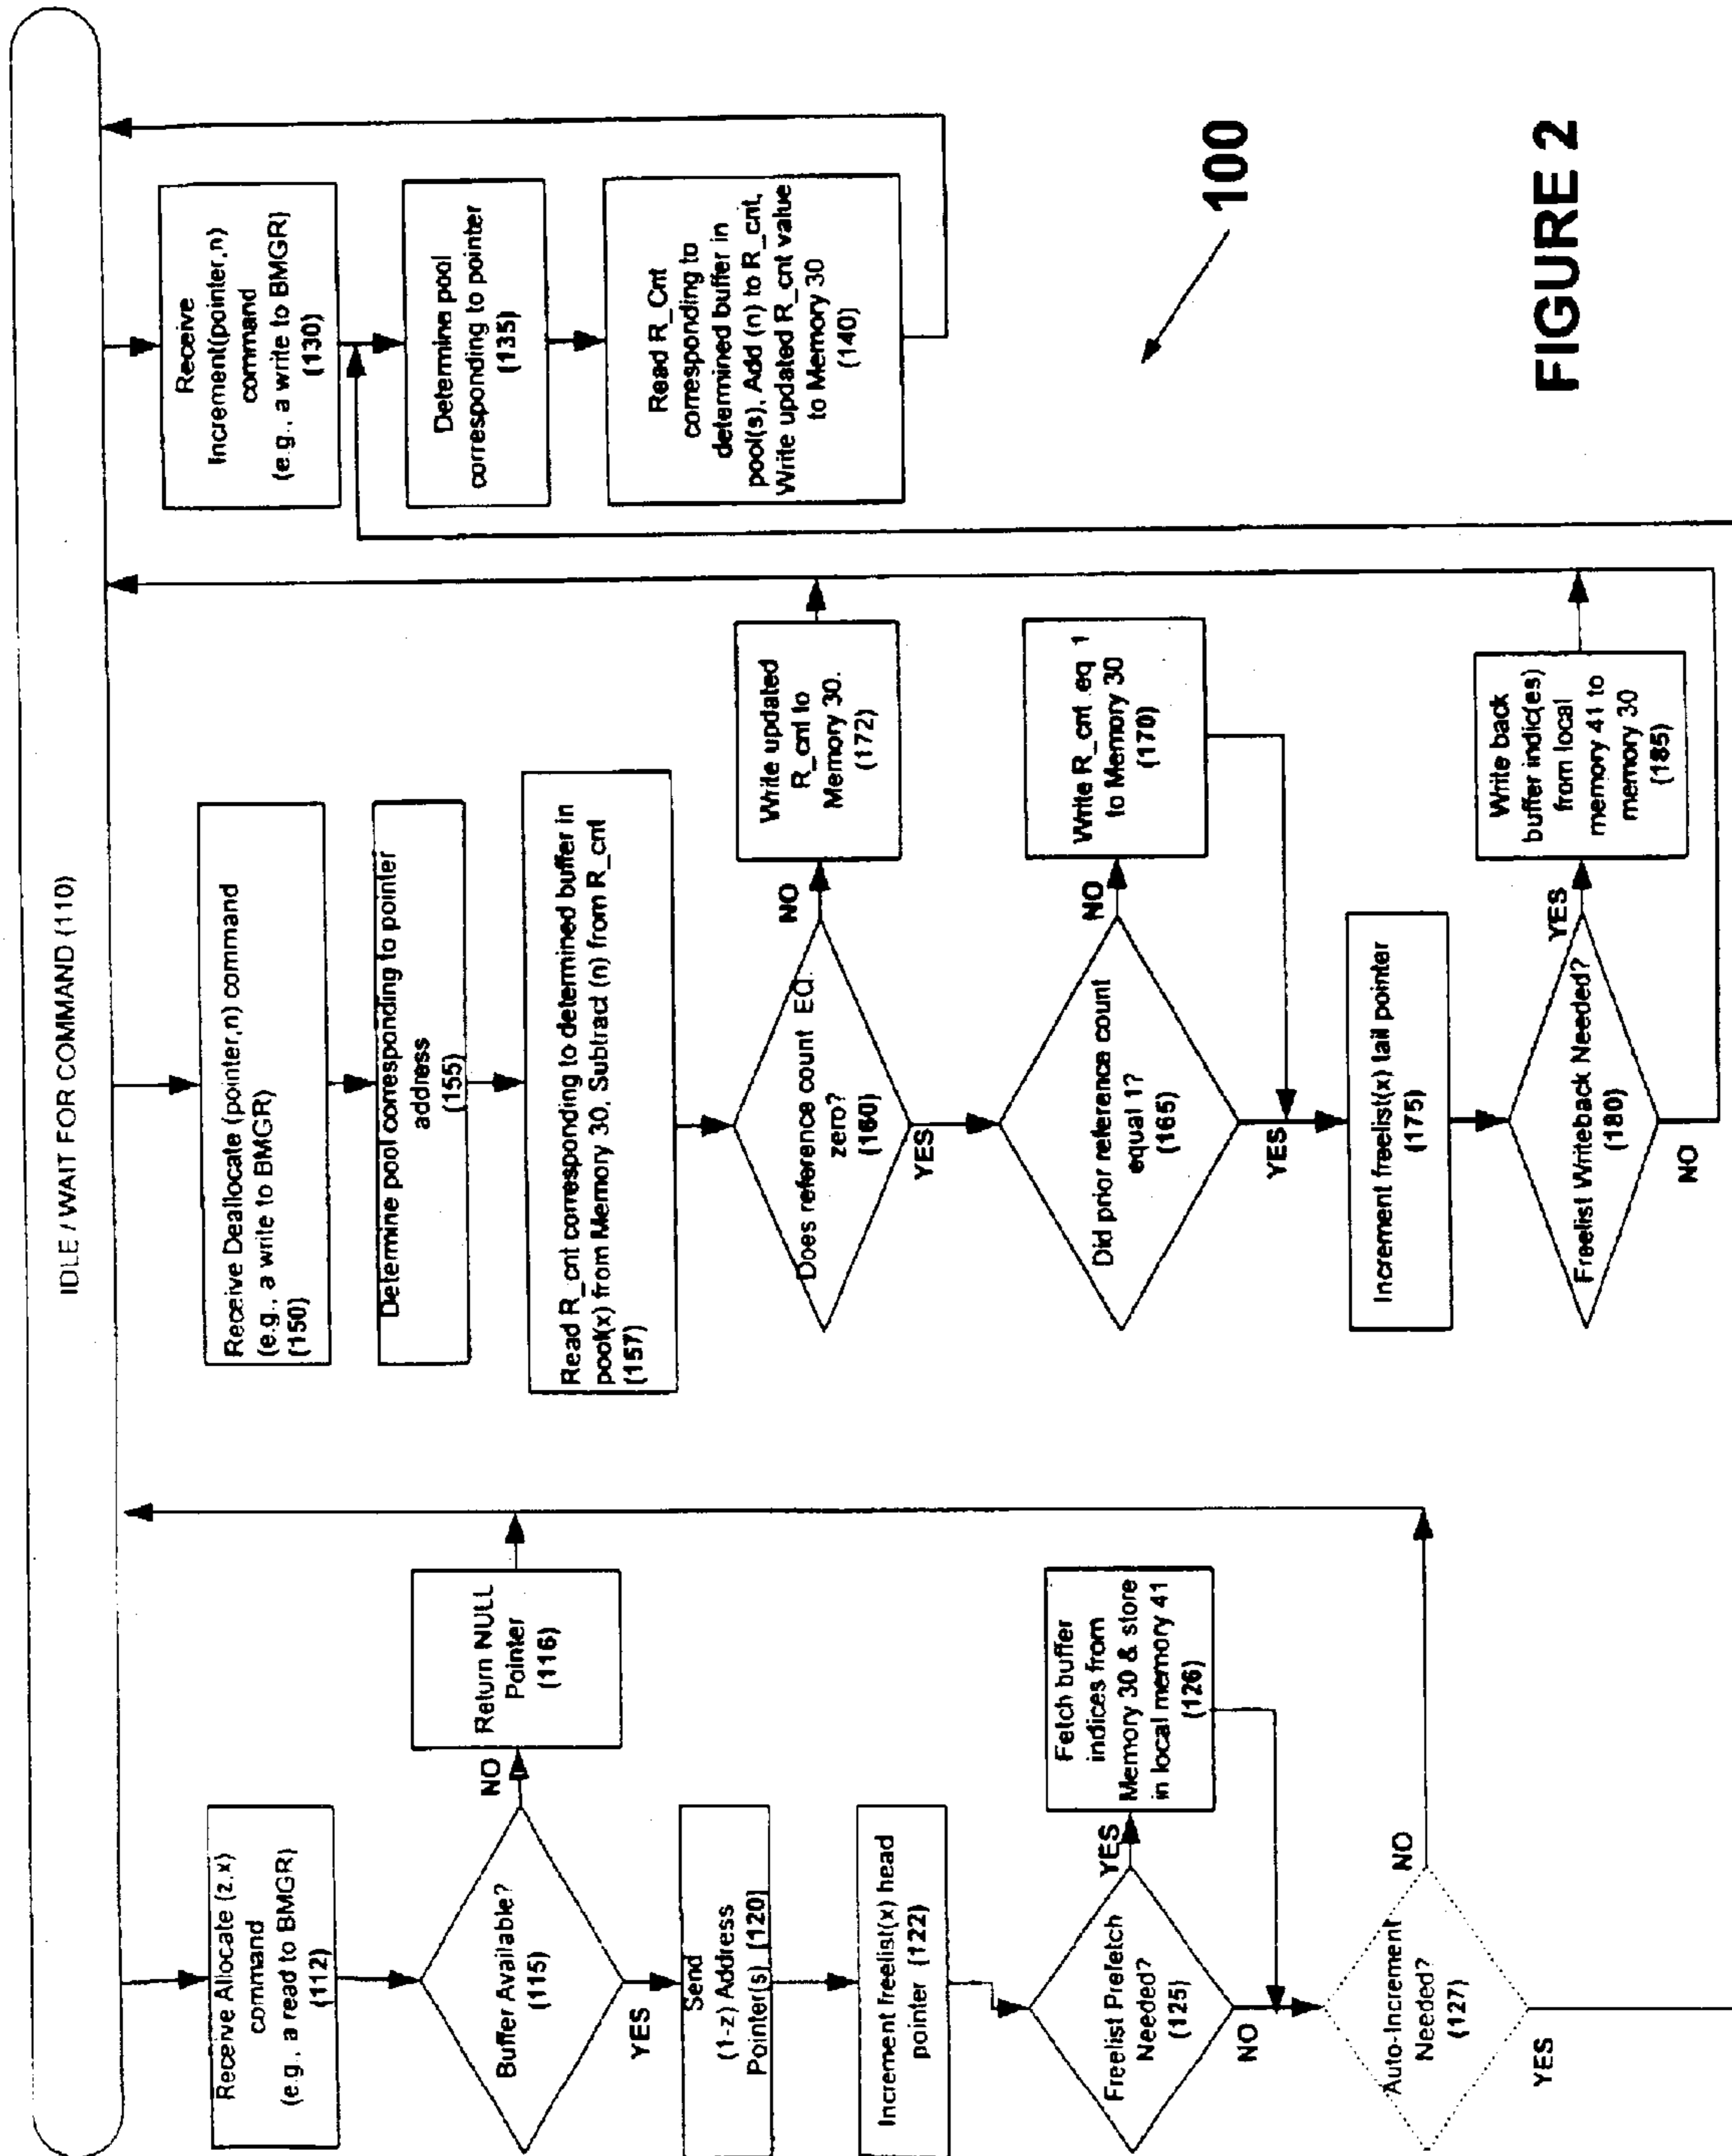 IDLE / WAIT FOR COMMAND (110)
Receive Allocate (z,x)
command
(e.g., a read to BMGR)
(112)
Buffer Available?
(115)
NO
Return NULL
Pointer
(116)
YES
Send
(1-z) Address
Pointer(s) (120)
Increment freelist(x) head
pointer (122)
Freelist Prefetch
Needed?
(125)
YES
Fetch buffer
indices from
Memory 30 & store
in local memory 41
(126)
NO
Auto-Increment
Needed?
(127)
NO
YES
Receive Deallocate (pointer,n) command
(e.g., a write to BMGR)
(150)
Determine pool corresponding to pointer
address
(155)
Read R_cnt corresponding to determined buffer in
pool(x) from Memory 30, Subtract (n) from R_cnt
(157)
Does reference count EQ.
zero?
(160)
NO
Write updated
R_cnt to
Memory 30.
(172)
YES
Did prior reference count
equal 1?
(165)
NO
Write R_cnt .eq 1
to Memory 30
(170)
YES
Increment freelist(x) tail pointer
(175)
Freelist Writeback Needed?
(180)
YES
Write back
buffer indic(es)
from local
memory 41 to
memory 30
(185)
NO
Receive
Increment(pointer,n)
command
(e.g., a write to BMGR)
(130)
Determine pool
corresponding to pointer
(135)
Read R_Cnt
corresponding to
determined buffer in
pool(s), Add (n) to R_cnt,
Write updated R_cnt value
to Memory 30
(140)
100
FIGURE 2